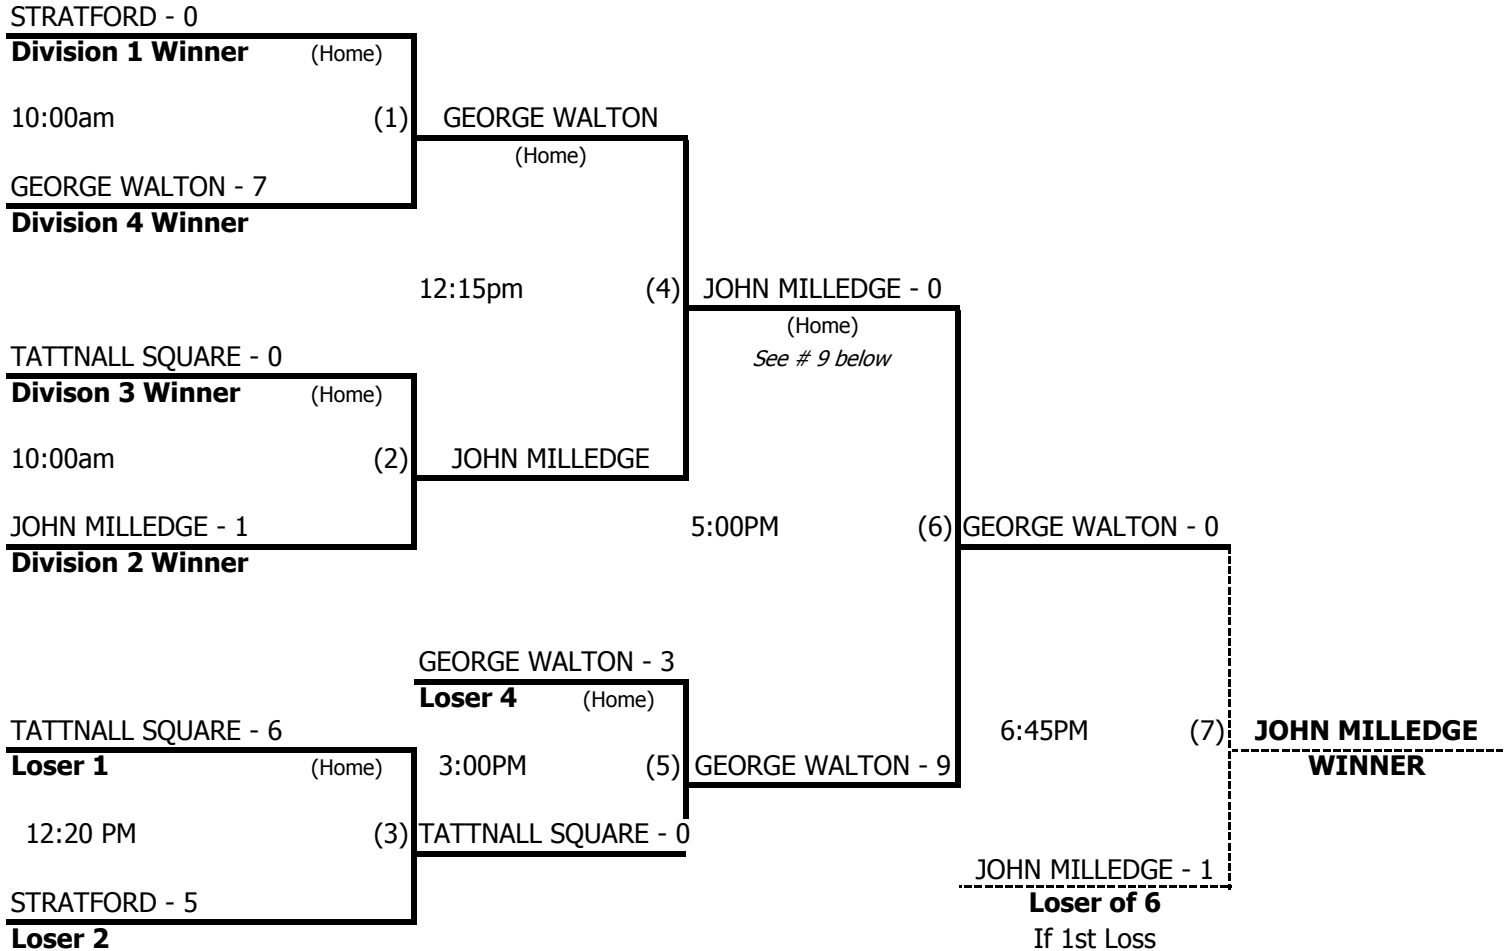 STRATFORD - 0
Division 1 Winner (Home)
10:00am (1) GEORGE WALTON
(Home)
GEORGE WALTON - 7
Division 4 Winner
12:15pm (4) JOHN MILLEDGE - 0
(Home)
TATTNALL SQUARE - 0 See # 9 below
Divison 3 Winner (Home)
10:00am (2) JOHN MILLEDGE
JOHN MILLEDGE - 1 5:00PM (6) GEORGE WALTON - 0
Division 2 Winner
GEORGE WALTON - 3
Loser 4 (Home)
TATTNALL SQUARE - 6 6:45PM (7) JOHN MILLEDGE
Loser 1 (Home) 3:00PM (5) GEORGE WALTON - 9 WINNER
12:20 PM (3) TATTNALL SQUARE - 0
JOHN MILLEDGE - 1
STRATFORD - 5 Loser of 6
Loser 2 If 1st Loss